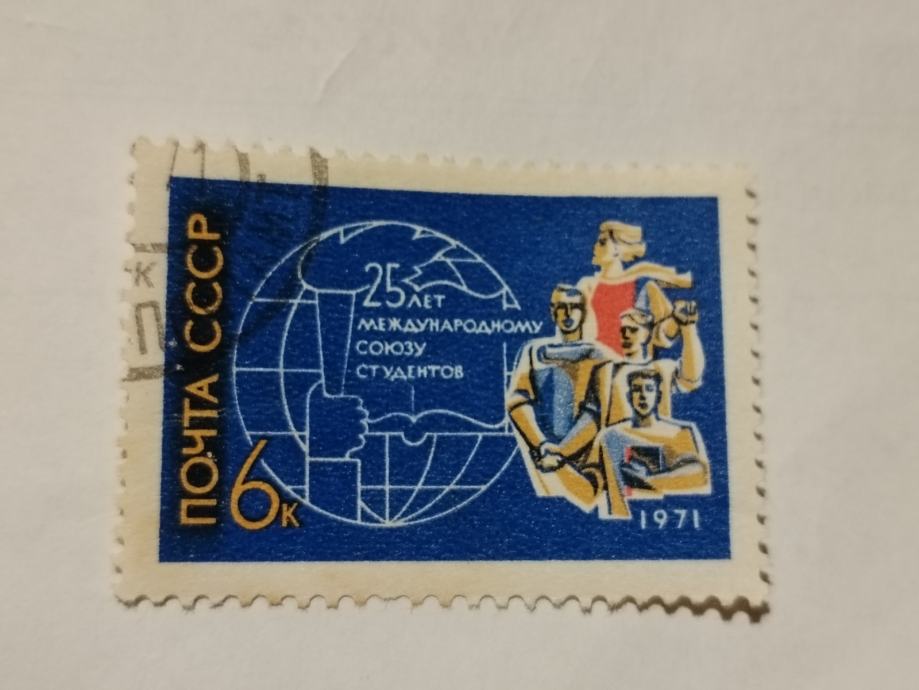 ПОЧТА СССР
6к
25 ЛЕТ
МЕЖДУНАРОДНОМУ
СОЮЗУ
СТУДЕНТОВ
1971